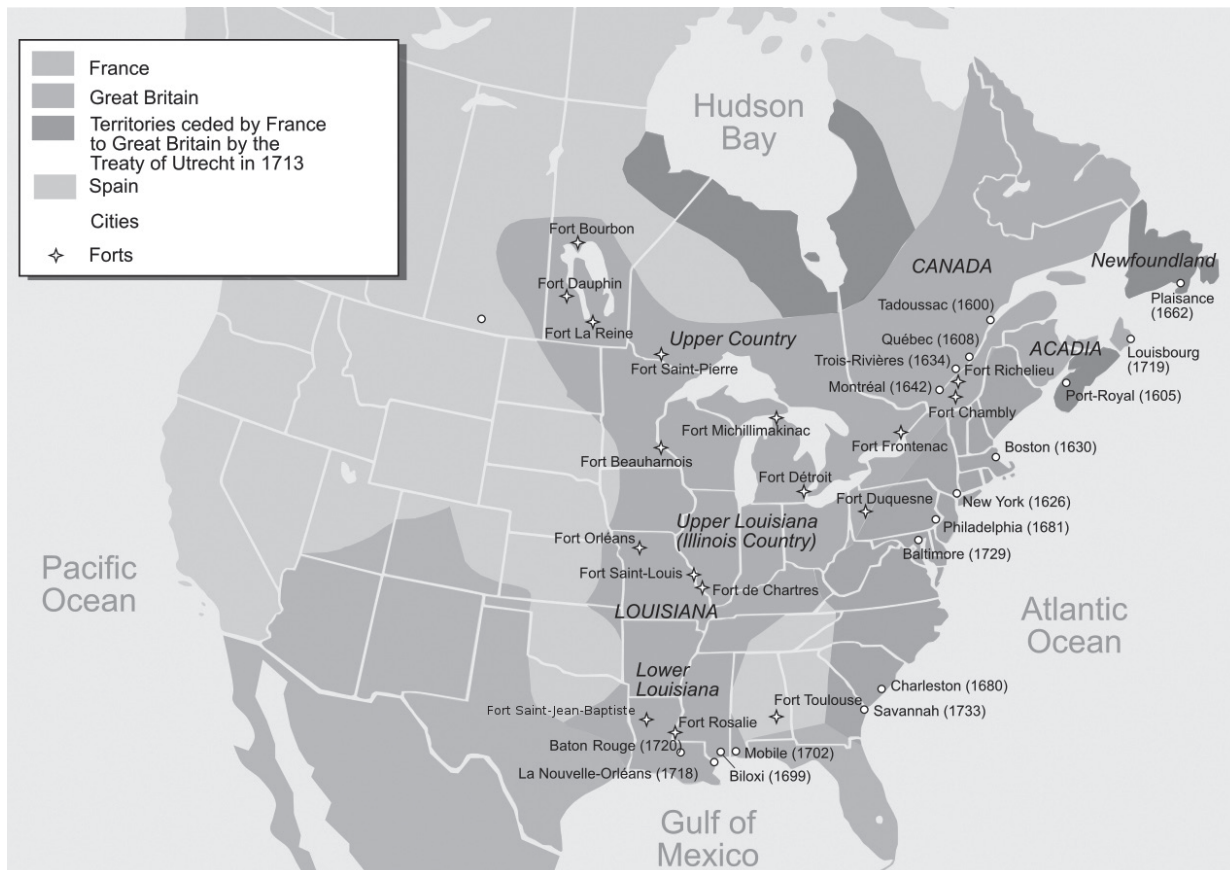 France
Great Britain
Territories ceded by France
to Great Britain by the
Treaty of Utrecht in 1713
Spain
Cities
Forts
Hudson
Bay
Fort Bourbon
Fort Dauphin
Fort La Reine
CANADA
Newfoundland
Plaisance
(1662)
Tadoussac (1600)
Upper Country
Québec (1608)
ACADIA
Louisbourg
(1719)
Trois-Rivières (1634)
Fort Richelieu
Fort Saint-Pierre
Montréal (1642)
Port-Royal (1605)
Fort Chambly
Fort Michillimakinac
Fort Frontenac
Boston (1630)
Fort Beauharnois
Fort Détroit
Fort Duquesne
New York (1626)
Upper Louisiana
(Illinois Country)
Philadelphia (1681)
Fort Orléans
Baltimore (1729)
Pacific
Ocean
Fort Saint-Louis
Fort de Chartres
LOUISIANA
Atlantic
Ocean
Lower
Louisiana
Charleston (1680)
Fort Toulouse
Savannah (1733)
Fort Saint-Jean-Baptiste
Fort Rosalie
Baton Rouge (1720)
Mobile (1702)
La Nouvelle-Orléans (1718)
Biloxi (1699)
Gulf of
Mexico